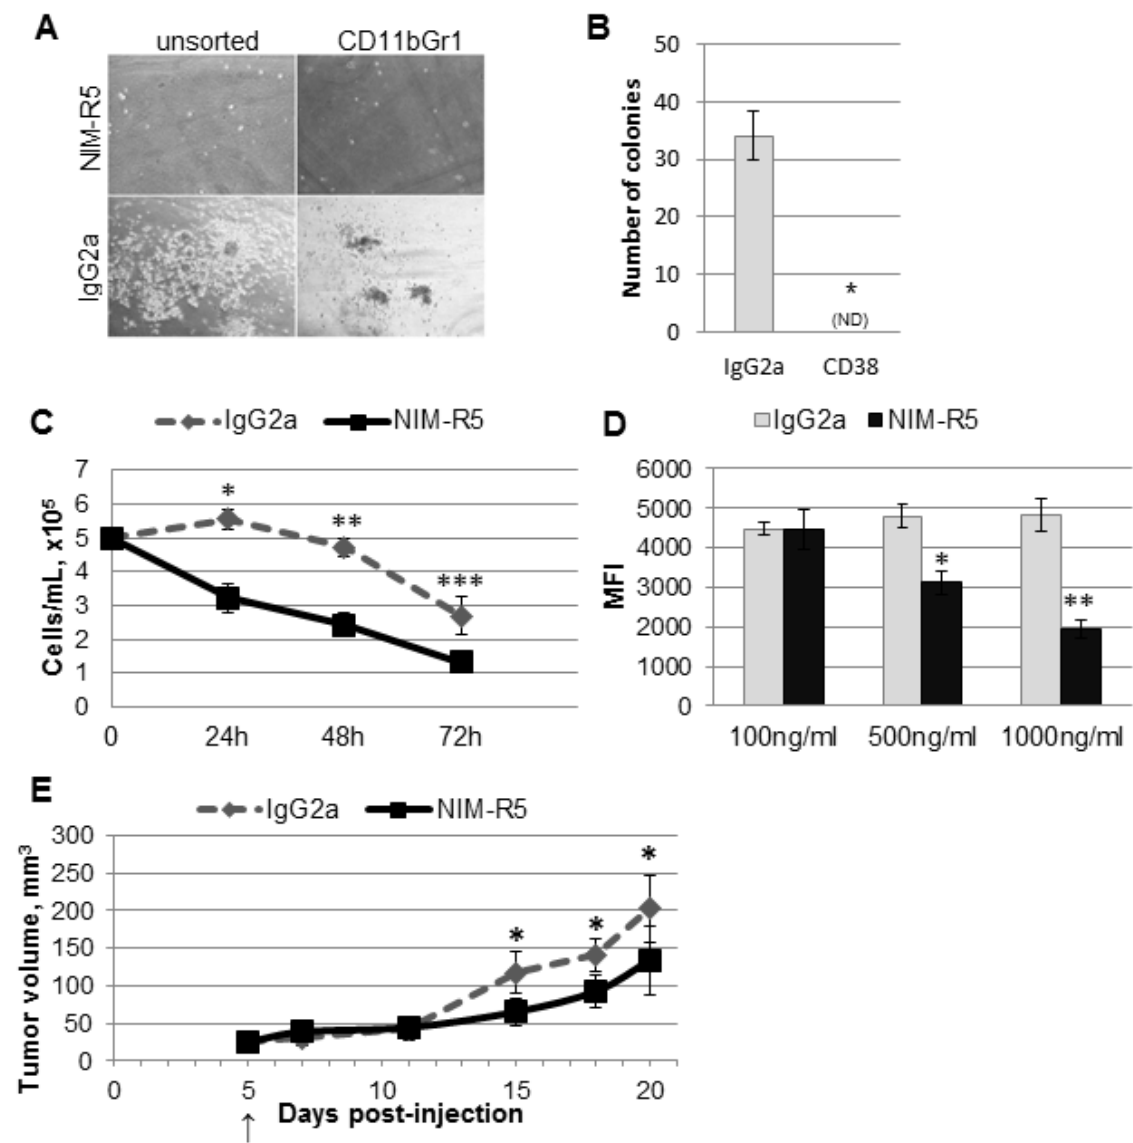 A
unsorted CD11bGr1
NIM-R5
IgG2a
B
Number of colonies
50
40
30
20
10
0
*
(ND)
IgG2a CD38
C
IgG2a NIM-R5
Cells/mL, x10⁵
7
6
5
4
3
2
1
0
* ** ***
0 24h 48h 72h
D
IgG2a NIM-R5
MFI
6000
5000
4000
3000
2000
1000
0
* **
100ng/ml 500ng/ml 1000ng/ml
E
IgG2a NIM-R5
Tumor volume, mm³
300
250
200
150
100
50
0
* * *
0 5 10 15 20
↑ Days post-injection